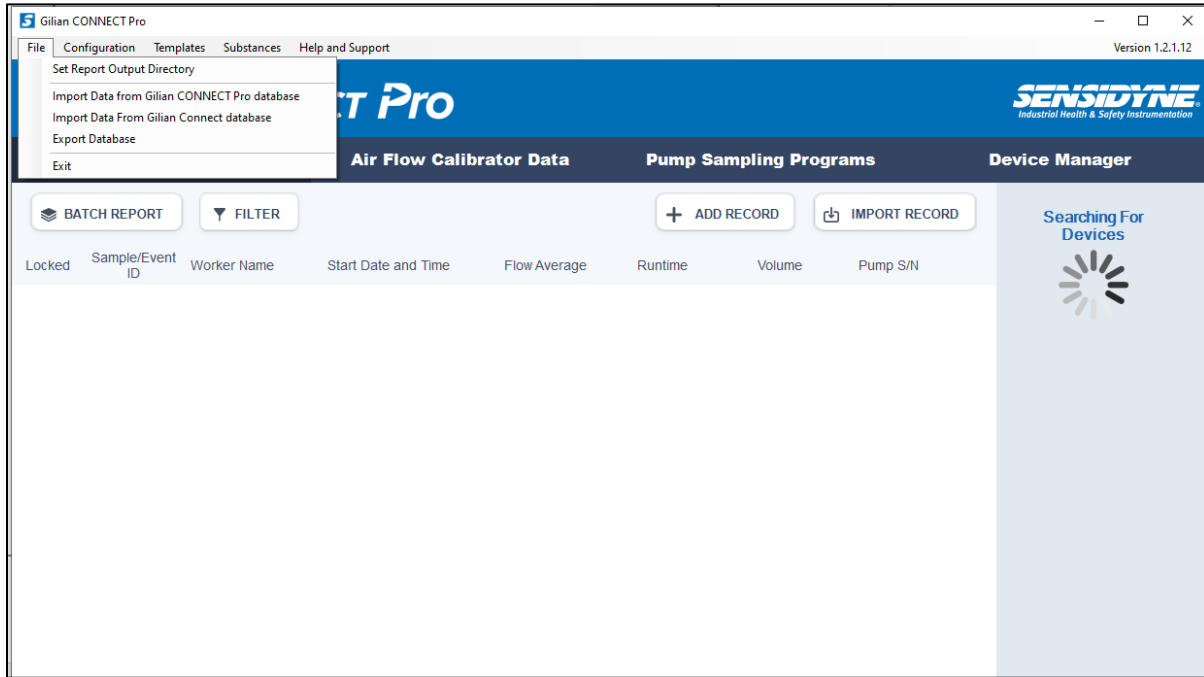 Gilian CONNECT Pro
File Configuration Templates Substances Help and Support Version 1.2.1.12
Set Report Output Directory
Import Data from Gilian CONNECT Pro database
Import Data From Gilian Connect database
Export Database
Exit
Pro
SENSIDYNE®
Industrial Health & Safety Instrumentation
Air Flow Calibrator Data Pump Sampling Programs Device Manager
BATCH REPORT FILTER ADD RECORD IMPORT RECORD
Searching For
Devices
Locked Sample/Event
ID Worker Name Start Date and Time Flow Average Runtime Volume Pump S/N